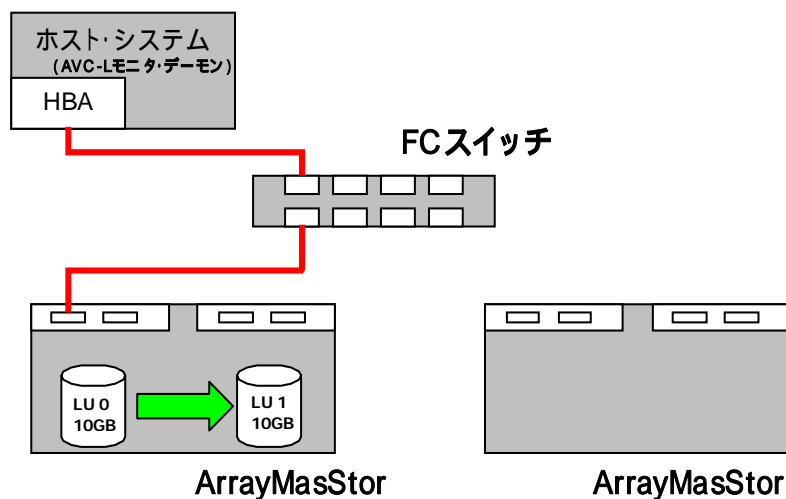 ホスト・システム
(AVC-Lモニタ・デーモン)
HBA
FCスイッチ
LU 0
10GB
LU 1
10GB
ArrayMasStor
ArrayMasStor